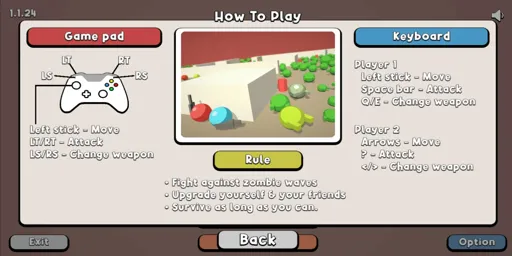 1.1.24
How To Play
Game pad
LT
RT
LS
RS
Left stick - Move
LT/RT - Attack
LS/RS - Change weapon
Rule
• Fight against zombie waves
• Upgrade yourself & your friends
• Survive as long as you can.
Keyboard
Player 1
Left stick - Move
Space bar - Attack
Q/E - Change weapon
Player 2
Arrows - Move
? - Attack
</> - Change weapon
Exit
Back
Option